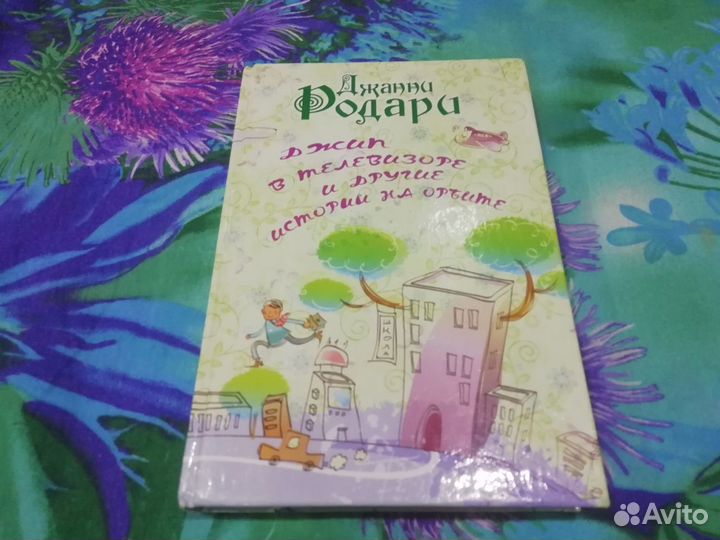 Джанни
Родари
ДЖИП
В ТЕЛЕВИЗОРЕ
И ДРУГИЕ
ИСТОРИИ НА ОРБИТЕ
ШКОЛА
Avito